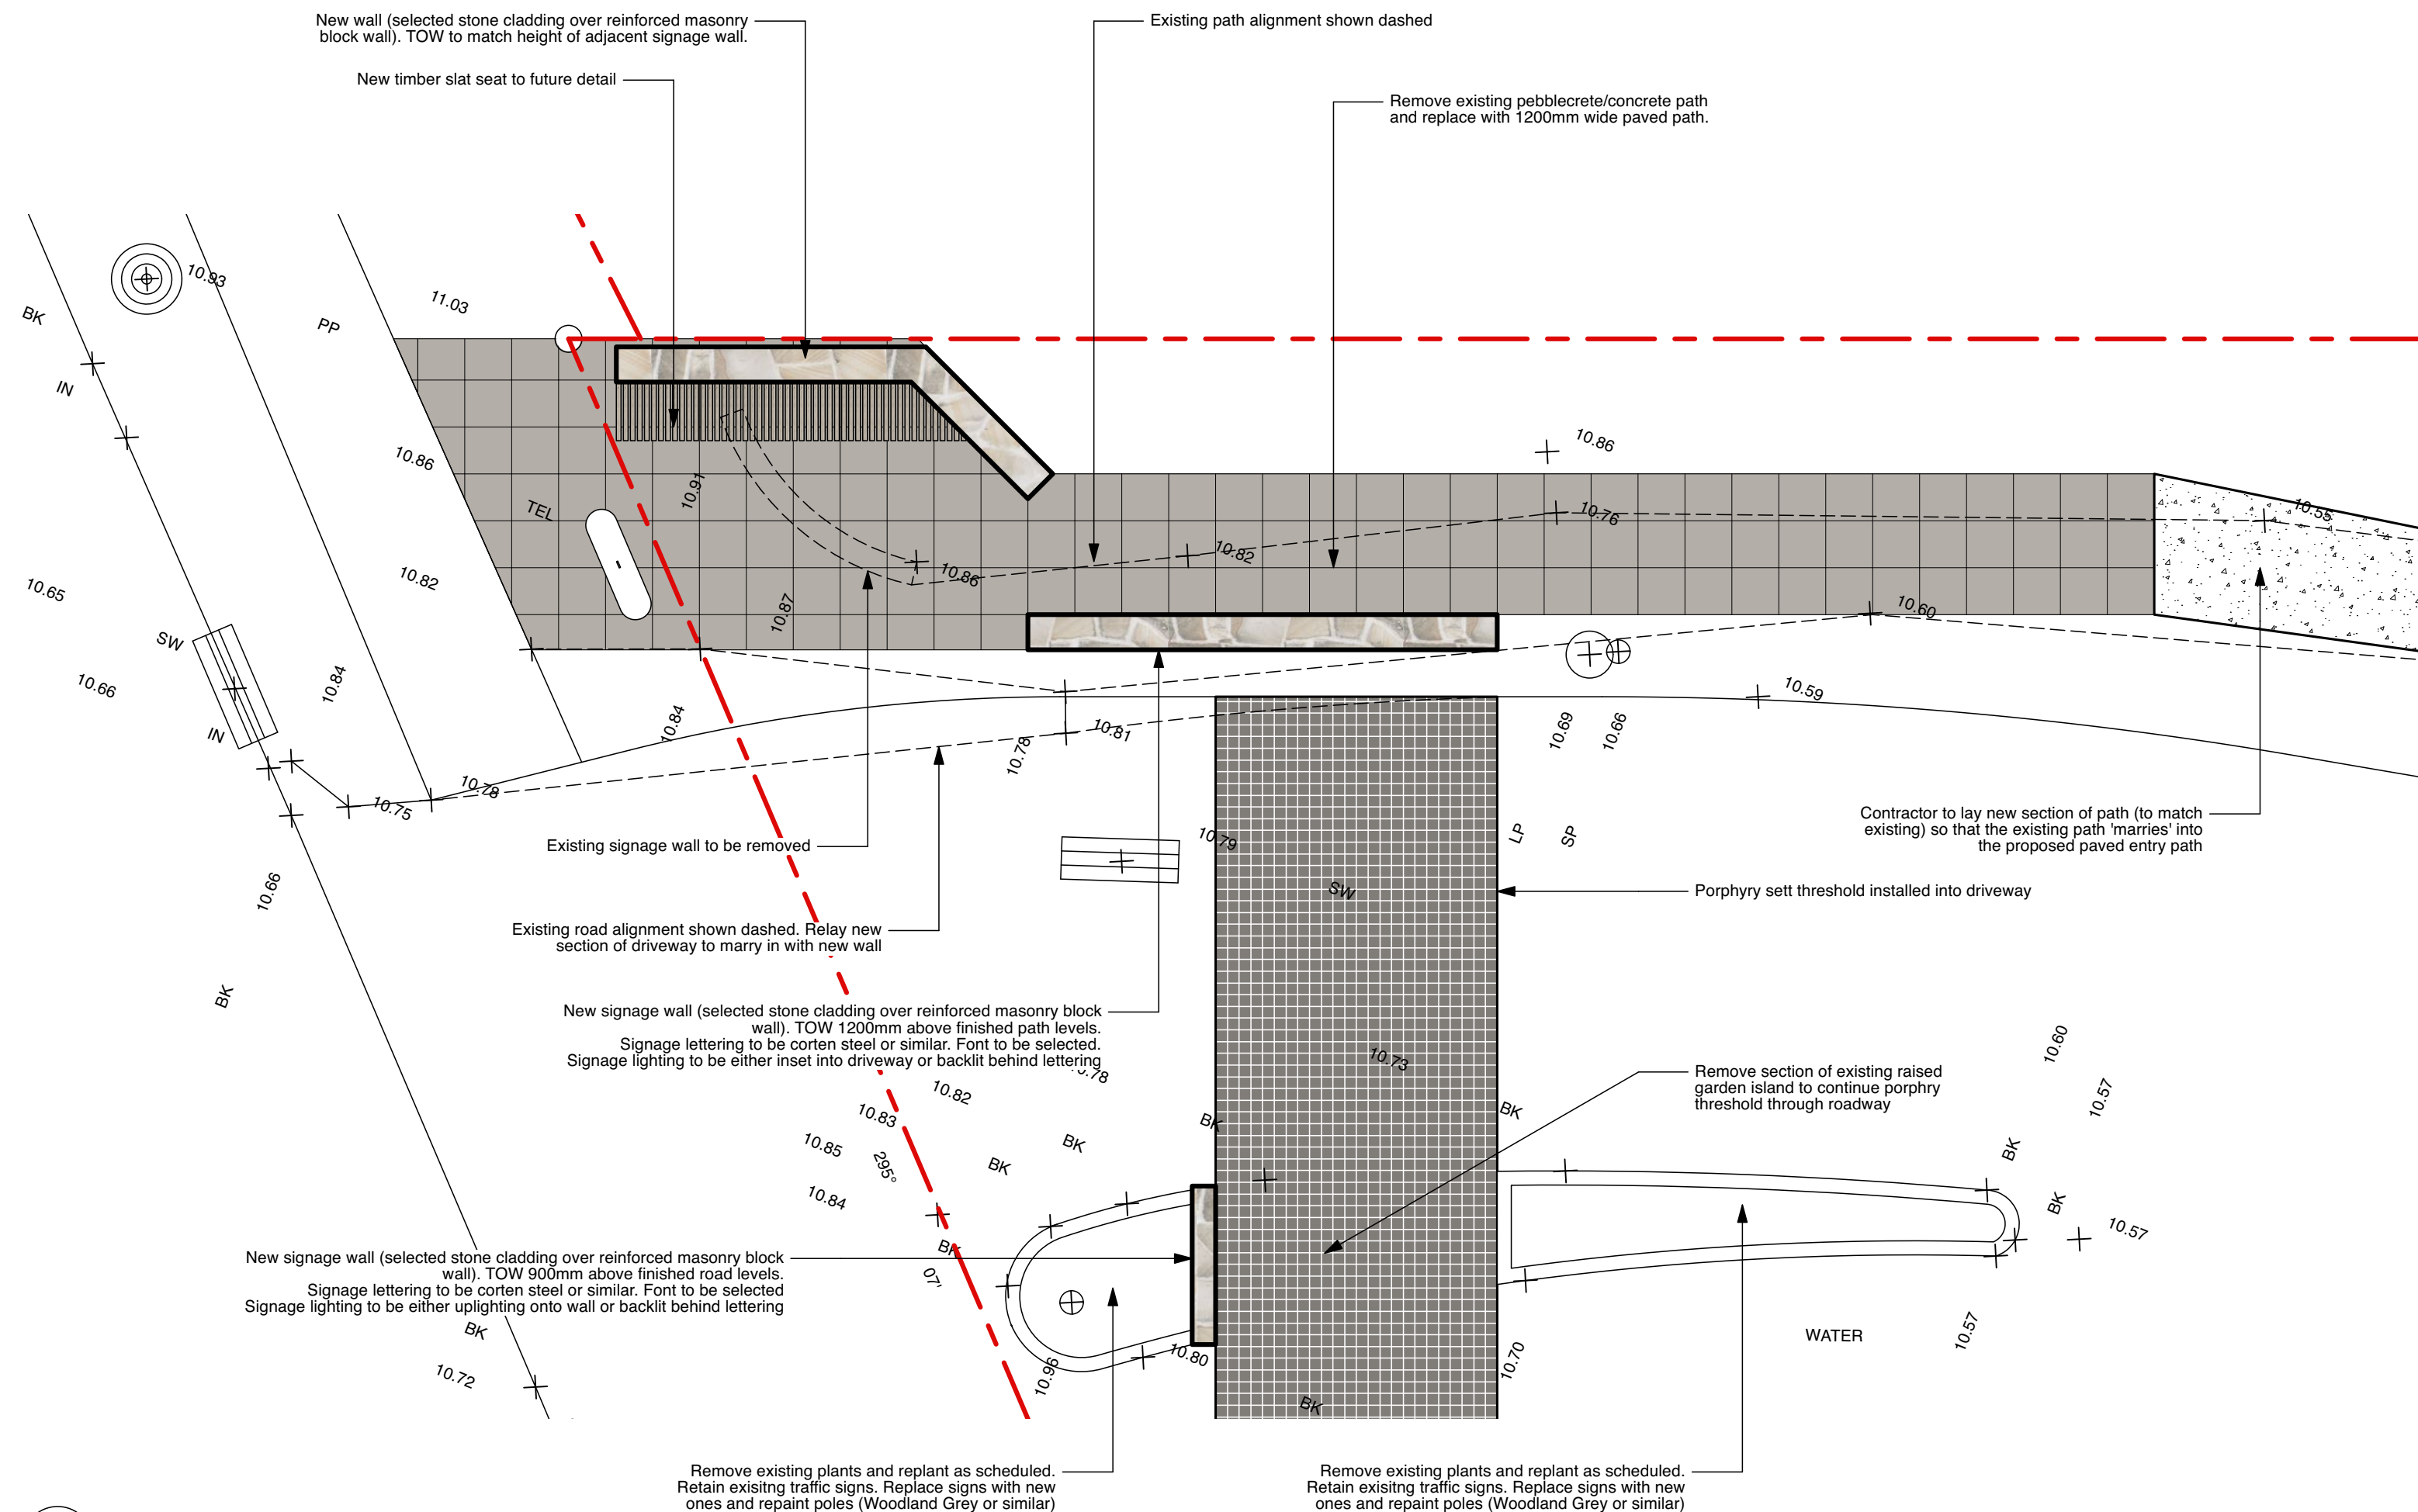 New wall (selected stone cladding over reinforced masonry
block wall). TOW to match height of adjacent signage wall.
Existing path alignment shown dashed
New timber slat seat to future detail
Remove existing pebblecrete/concrete path
and replace with 1200mm wide paved path.
10.93
11.03
BK
PP
IN
10.86
10.86
10.91
TEL
10.76
10.55
10.82
10.86
10.82
10.65
10.87
10.60
SW
10.66
10.84
10.84
10.59
IN
10.81
10.78
10.69
10.66
10.78
10.75
Contractor to lay new section of path (to match
existing) so that the existing path 'marries' into
the proposed paved entry path
Existing signage wall to be removed
10.79
LP
SP
10.66
SW
Porphyry sett threshold installed into driveway
Existing road alignment shown dashed. Relay new
section of driveway to marry in with new wall
BK
New signage wall (selected stone cladding over reinforced masonry block
wall). TOW 1200mm above finished path levels.
Signage lettering to be corten steel or similar. Font to be selected.
Signage lighting to be either inset into driveway or backlit behind lettering
10.73
10.60
Remove section of existing raised
garden island to continue porphry
threshold through roadway
10.82
10.57
10.83
BK
BK
10.85
BK
BK
BK
295°
10.84
BK
10.57
BK
07'
New signage wall (selected stone cladding over reinforced masonry block
wall). TOW 900mm above finished road levels.
Signage lettering to be corten steel or similar. Font to be selected
Signage lighting to be either uplighting onto wall or backlit behind lettering
BK
WATER
10.57
10.80
10.70
10.72
10.96
BK
Remove existing plants and replant as scheduled.
Retain exisitng traffic signs. Replace signs with new
ones and repaint poles (Woodland Grey or similar)
Remove existing plants and replant as scheduled.
Retain exisitng traffic signs. Replace signs with new
ones and repaint poles (Woodland Grey or similar)